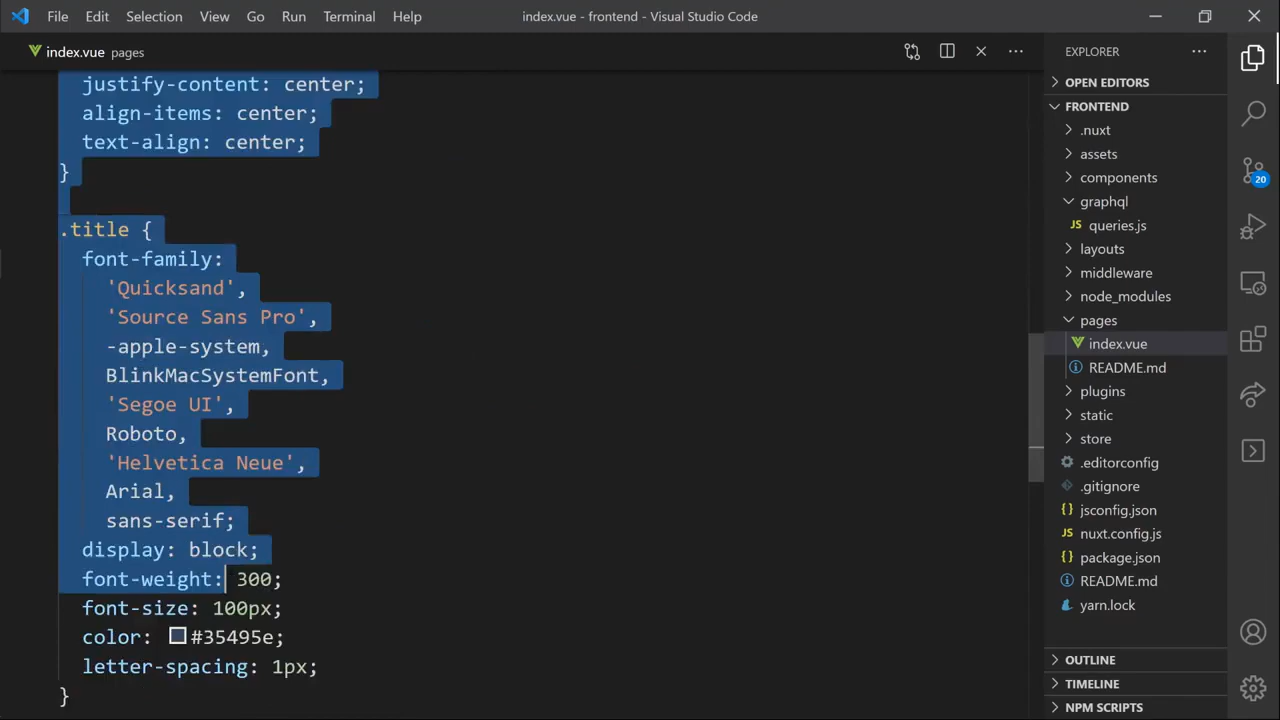 File Edit Selection View Go Run Terminal Help
index.vue - frontend - Visual Studio Code
index.vue pages
justify-content: center;
align-items: center;
text-align: center;
}
.title {
font-family:
'Quicksand',
'Source Sans Pro',
-apple-system,
BlinkMacSystemFont,
'Segoe UI',
Roboto,
'Helvetica Neue',
Arial,
sans-serif;
display: block;
font-weight: 300;
font-size: 100px;
color: #35495e;
letter-spacing: 1px;
}
EXPLORER
OPEN EDITORS
FRONTEND
.nuxt
assets
components
graphql
JS queries.js
layouts
middleware
node_modules
pages
index.vue
README.md
plugins
static
store
.editorconfig
.gitignore
{} jsconfig.json
JS nuxt.config.js
{} package.json
README.md
yarn.lock
OUTLINE
TIMELINE
NPM SCRIPTS
20